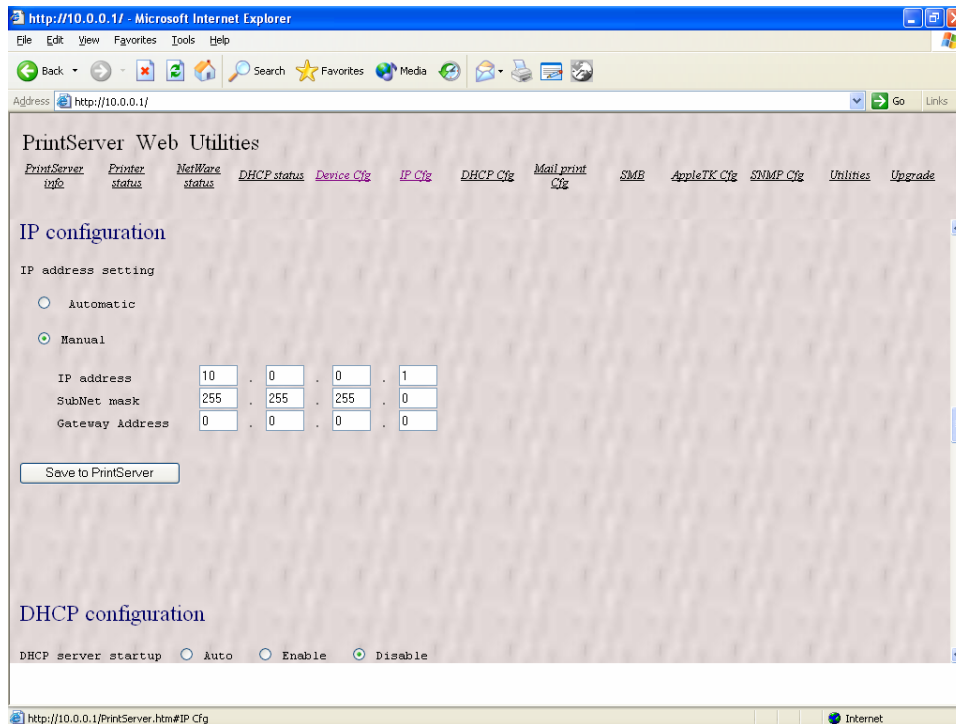 http://10.0.0.1/ - Microsoft Internet Explorer
File Edit View Favorites Tools Help
Back Search Favorites Media
Address http://10.0.0.1/ Go Links
PrintServer Web Utilities
PrintServer info Printer status NetWare status DHCP status Device Cfg IP Cfg DHCP Cfg Mail print Cfg SMB AppleTK Cfg SNMP Cfg Utilities Upgrade
IP configuration
IP address setting
Automatic
Manual
IP address 10 . 0 . 0 . 1
SubNet mask 255 . 255 . 255 . 0
Gateway Address 0 . 0 . 0 . 0
Save to PrintServer
DHCP configuration
DHCP server startup Auto Enable Disable
http://10.0.0.1/PrintServer.htm#IP Cfg Internet